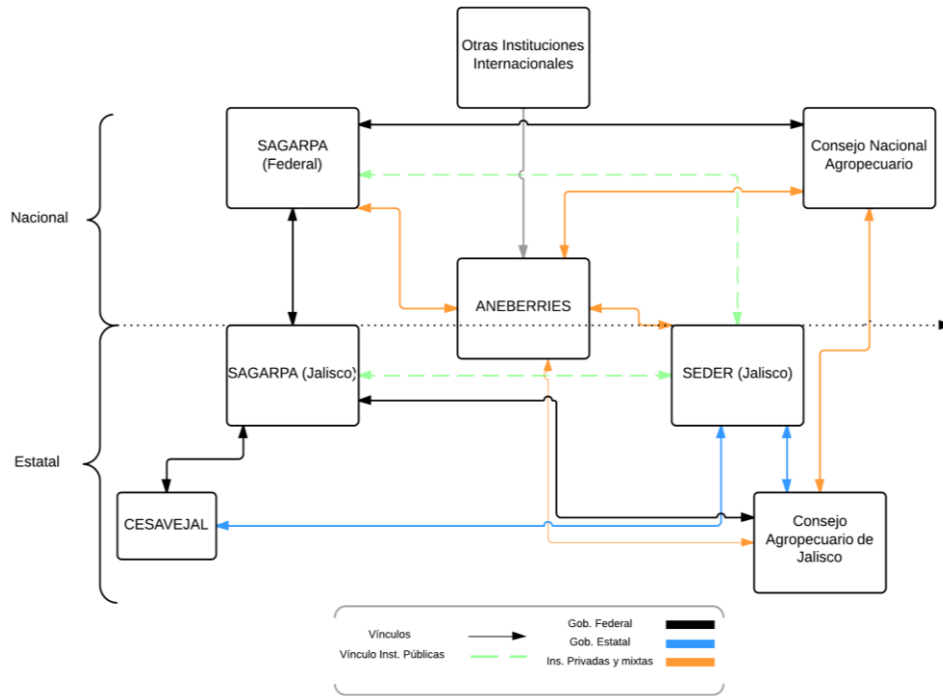 Otras Instituciones
Internacionales
SAGARPA
(Federal)
Consejo Nacional
Agropecuario
Nacional
ANEBERRIES
SAGARPA (Jalisco)
SEDER (Jalisco)
Estatal
CESAVEJAL
Consejo
Agropecuario de
Jalisco
Vínculos
Vínculo Inst. Públicas
Gob. Federal
Gob. Estatal
Ins. Privadas y mixtas